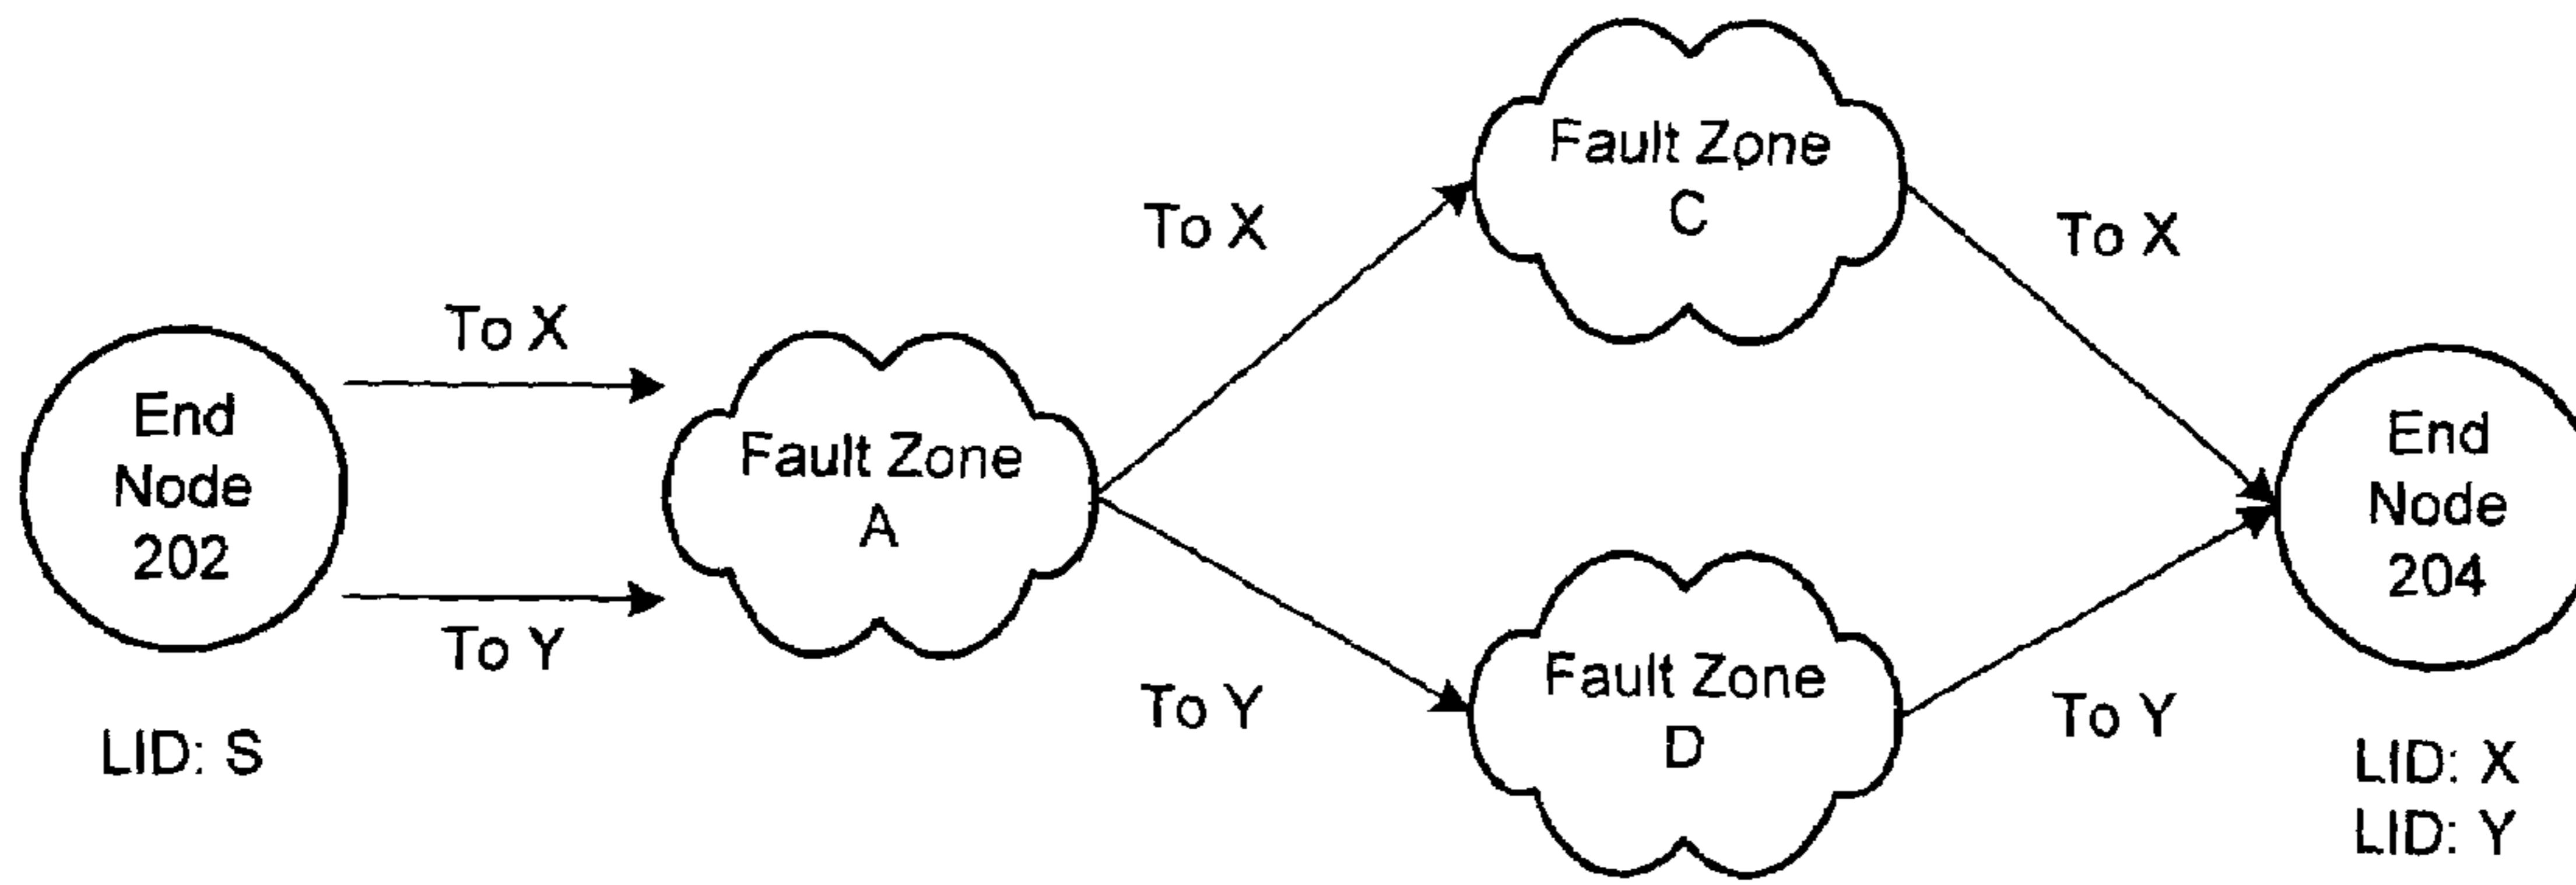 End
Node
202
LID: S
To X
To Y
Fault Zone
A
To X
To Y
Fault Zone
C
Fault Zone
D
To X
To Y
End
Node
204
LID: X
LID: Y